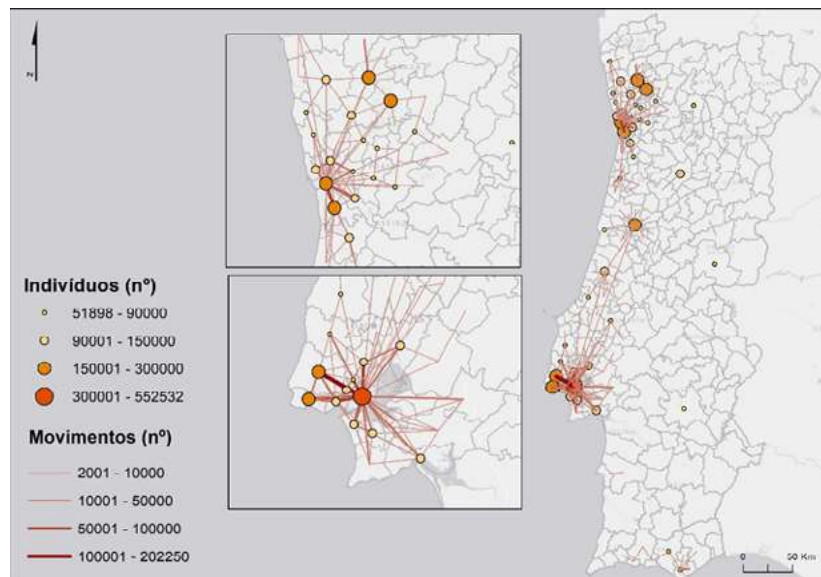 N
Indivíduos (nº)
51898 - 90000
90001 - 150000
150001 - 300000
300001 - 552532
Movimentos (nº)
2001 - 10000
10001 - 50000
50001 - 100000
100001 - 202250
0 50 Km